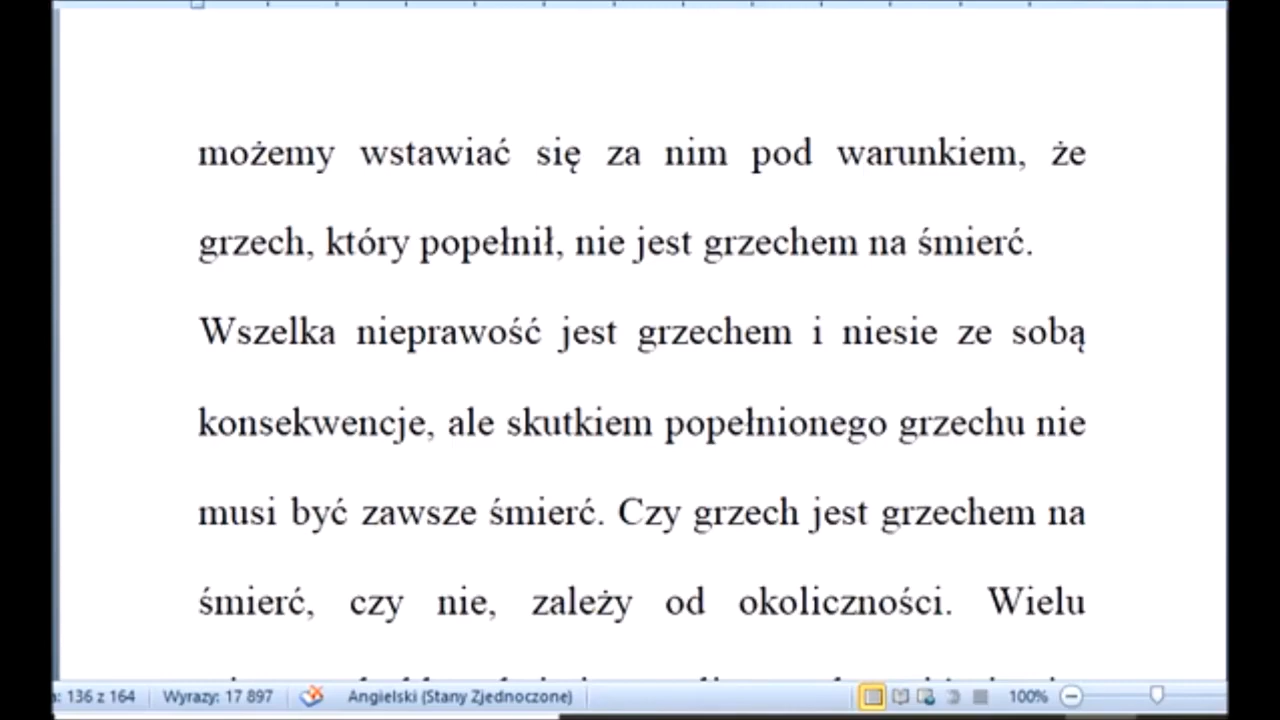 możemy wstawiać się za nim pod warunkiem, że
grzech, który popełnił, nie jest grzechem na śmierć.
Wszelka nieprawość jest grzechem i niesie ze sobą
konsekwencje, ale skutkiem popełnionego grzechu nie
musi być zawsze śmierć. Czy grzech jest grzechem na
śmierć, czy nie, zależy od okoliczności. Wielu
: 136 z 164 Wyrazy: 17 897 Angielski (Stany Zjednoczone) 100%